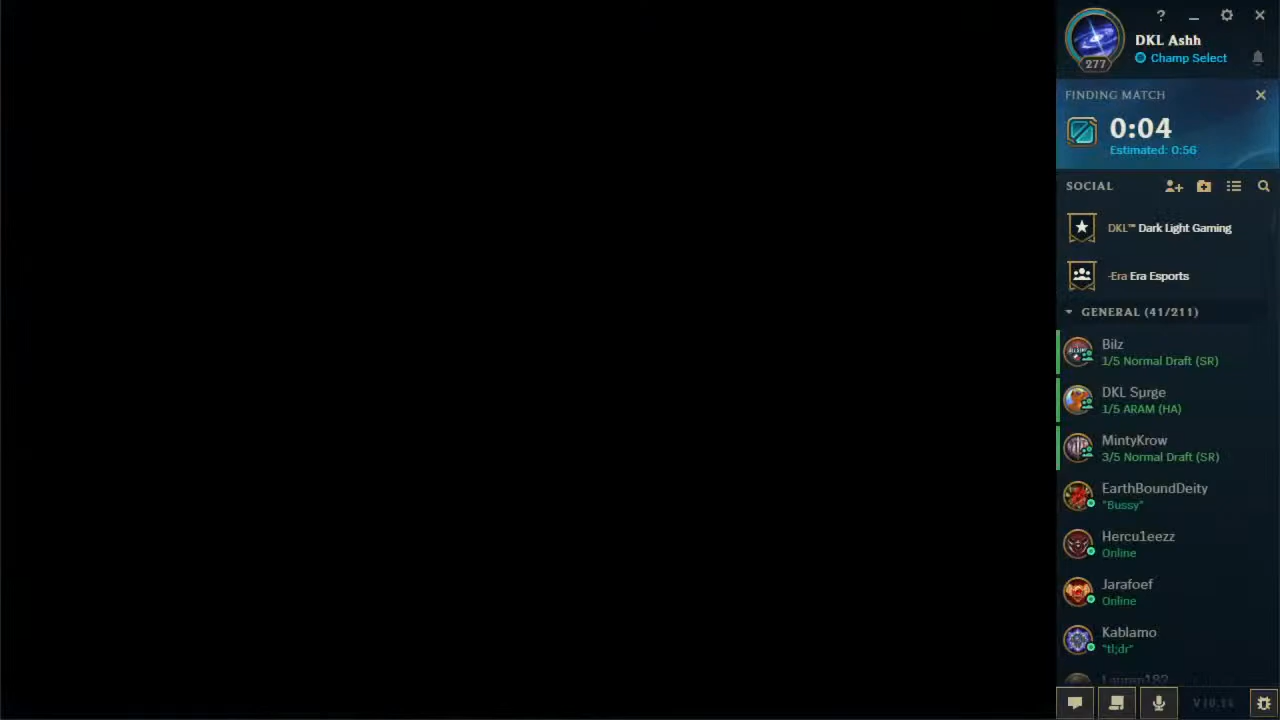 ?
DKL Ashh
277
Champ Select
FINDING MATCH
0:04
Estimated: 0:56
SOCIAL
DKL™ Dark Light Gaming
-Era Era Esports
GENERAL (41/211)
Bilz
1/5 Normal Draft (SR)
DKL Surge
1/5 ARAM (HA)
MintyKrow
3/5 Normal Draft (SR)
EarthBoundDeity
"Bussy"
Hercu1eezz
Online
Jarafoef
Online
Kablamo
"tl;dr"